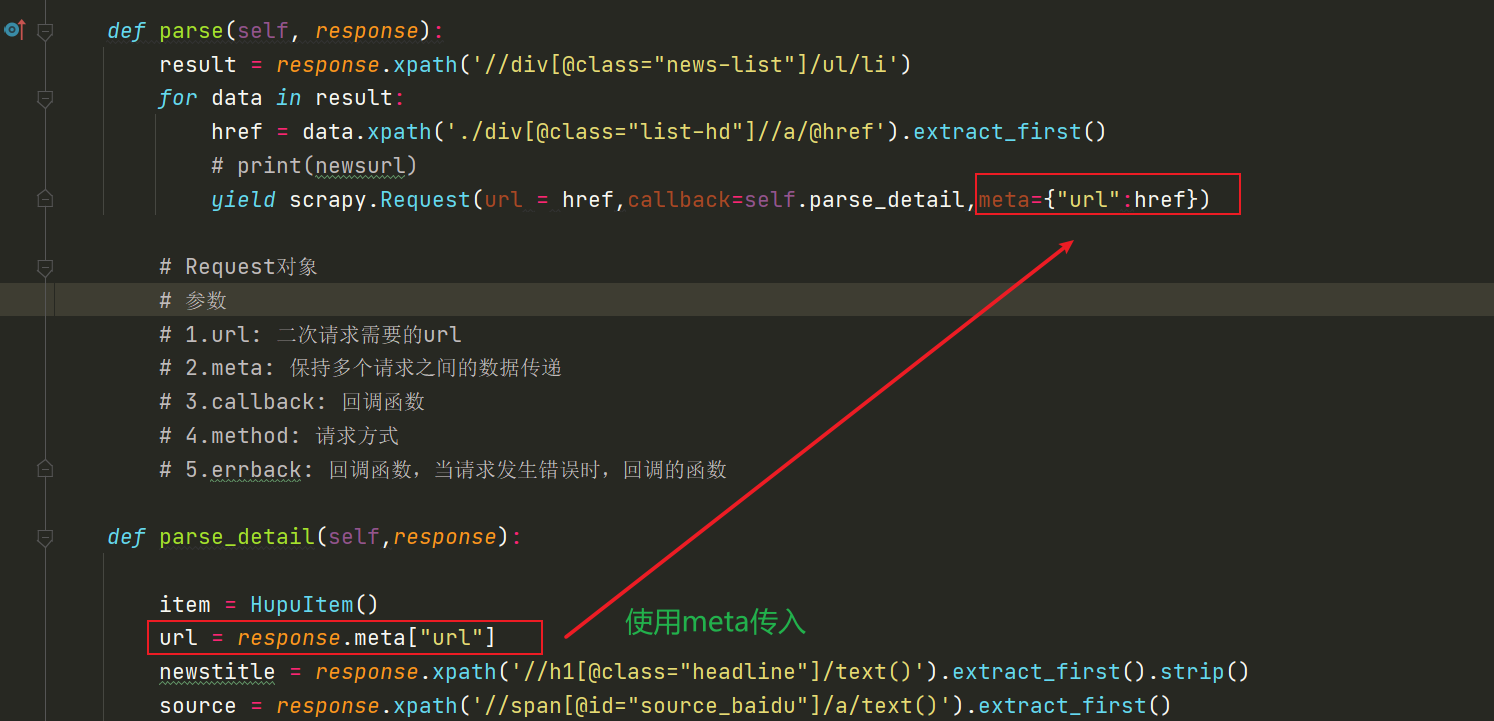 def parse(self, response):
result = response.xpath('//div[@class="news-list"]/ul/li')
for data in result:
href = data.xpath('./div[@class="list-hd"]//a/@href').extract_first()
# print(newsurl)
yield scrapy.Request(url = href,callback=self.parse_detail,meta={"url":href})
# Request对象
# 参数
# 1.url: 二次请求需要的url
# 2.meta: 保持多个请求之间的数据传递
# 3.callback: 回调函数
# 4.method: 请求方式
# 5.errback: 回调函数，当请求发生错误时，回调的函数
def parse_detail(self,response):
item = HupuItem()
使用meta传入
url = response.meta["url"]
newstitle = response.xpath('//h1[@class="headline"]/text()').extract_first().strip()
source = response.xpath('//span[@id="source_baidu"]/a/text()').extract_first()